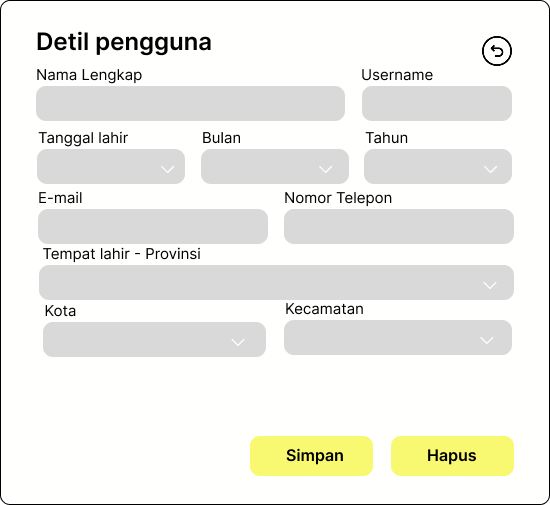 Detil pengguna
Nama Lengkap
Username
Tanggal lahir
Bulan
Tahun
E-mail
Nomor Telepon
Tempat lahir - Provinsi
Kota
Kecamatan
Simpan
Hapus